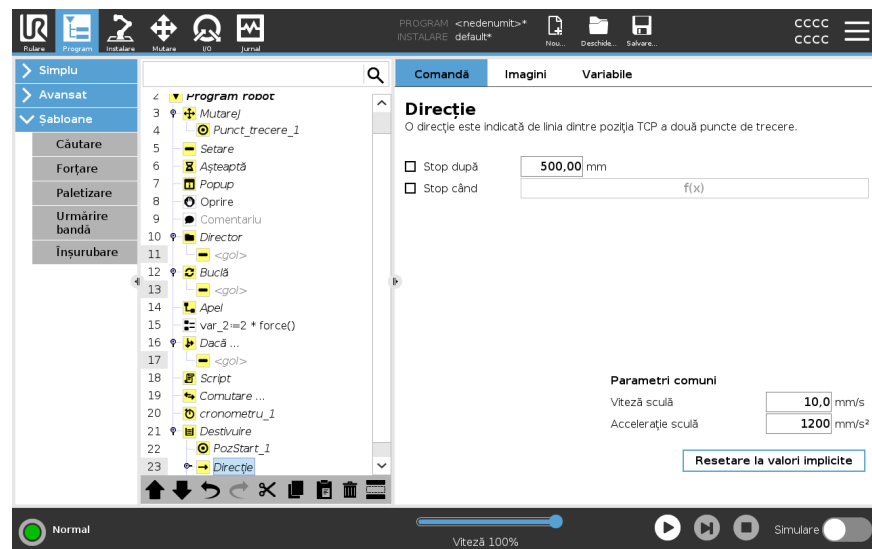 PROGRAM <nedenumit>*
INSTALARE default*
CCCC
CCCC
Rulare Program Instalare Mutare I/O Jurnal Nou... Deschide... Salvare...
Simplu
Avansat
Șabloane
Căutare
Forțare
Paletizare
Urmărire
bandă
Înșurubare
2 Program robot
3 MutareJ
4 Punct_trecere_1
5 Setare
6 Așteaptă
7 Popup
8 Oprire
9 Comentariu
10 Director
11 <gol>
12 Buclă
13 <gol>
14 Apel
15 var_2≔2 * force()
16 Dacă ...
17 <gol>
18 Script
19 Comutare ...
20 cronometru_1
21 Destivuire
22 PozStart_1
23 Direcție
Comandă Imagini Variabile
Direcție
O direcție este indicată de linia dintre poziția TCP a două puncte de trecere.
Stop după 500,00 mm
Stop când f(x)
Parametri comuni
Viteză sculă 10,0 mm/s
Accelerație sculă 1200 mm/s²
Resetare la valori implicite
Normal
Viteză 100%
Simulare